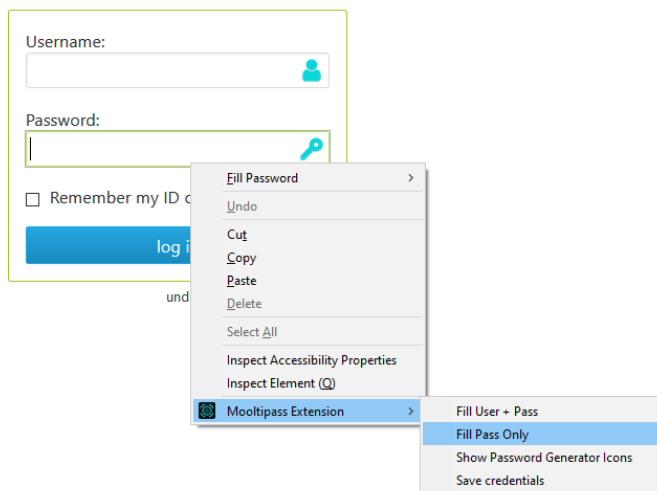 Username:
Password:
Remember my ID
log i
und
Fill Password
Undo
Cut
Copy
Paste
Delete
Select All
Inspect Accessibility Properties
Inspect Element (Q)
Mooltipass Extension
Fill User + Pass
Fill Pass Only
Show Password Generator Icons
Save credentials